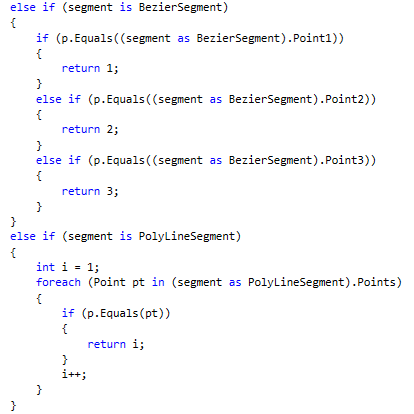 else if (segment is BezierSegment)
{
    if (p.Equals((segment as BezierSegment).Point1))
    {
        return 1;
    }
    else if (p.Equals((segment as BezierSegment).Point2))
    {
        return 2;
    }
    else if (p.Equals((segment as BezierSegment).Point3))
    {
        return 3;
    }
}
else if (segment is PolyLineSegment)
{
    int i = 1;
    foreach (Point pt in (segment as PolyLineSegment).Points)
    {
        if (p.Equals(pt))
        {
            return i;
        }
        i++;
    }
}